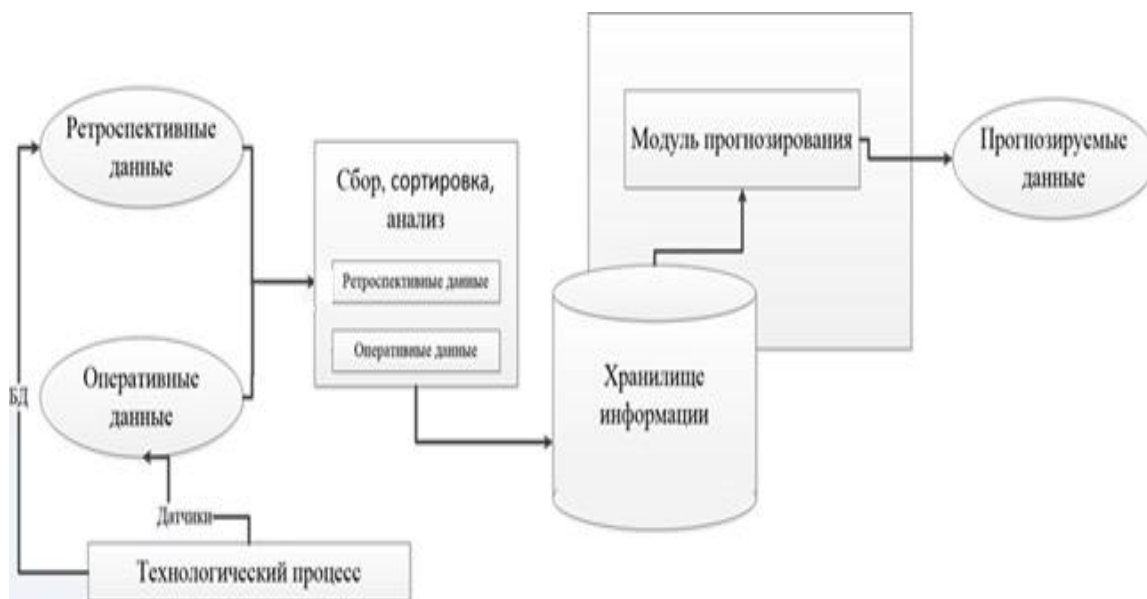 Ретроспективные
данные
Оперативные
данные
БД
Датчики
Технологический процесс
Сбор, сортировка,
анализ
Ретроспективные данные
Оперативные данные
Хранилище
информации
Модуль прогнозирования
Прогнозируемые
данные